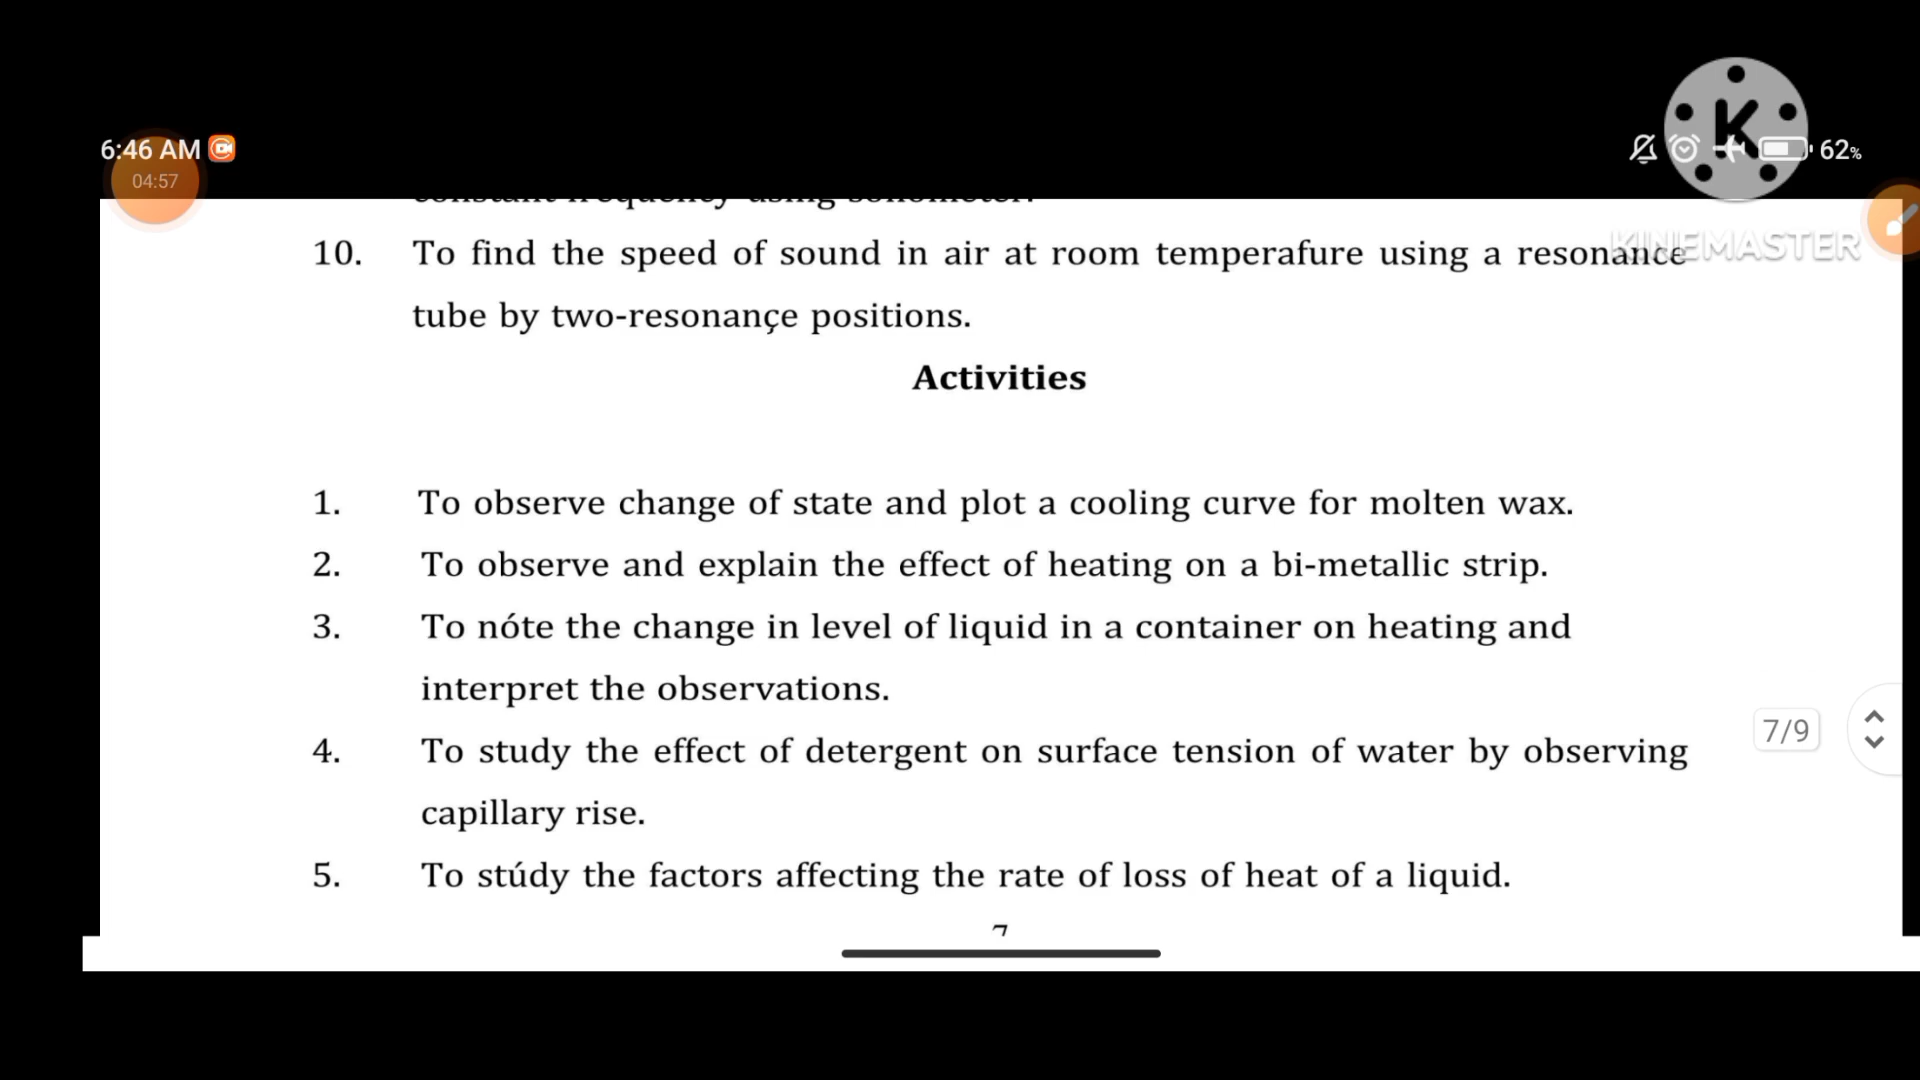 6:46 AM
04:57
62%
K
KINEMASTER
constant frequency using sonometer.
10. To find the speed of sound in air at room temperafure using a resonance
tube by two-resonançe positions.
Activities
1. To observe change of state and plot a cooling curve for molten wax.
2. To observe and explain the effect of heating on a bi-metallic strip.
3. To nóte the change in level of liquid in a container on heating and
interpret the observations.
4. To study the effect of detergent on surface tension of water by observing
capillary rise.
7/9
5. To stúdy the factors affecting the rate of loss of heat of a liquid.
7